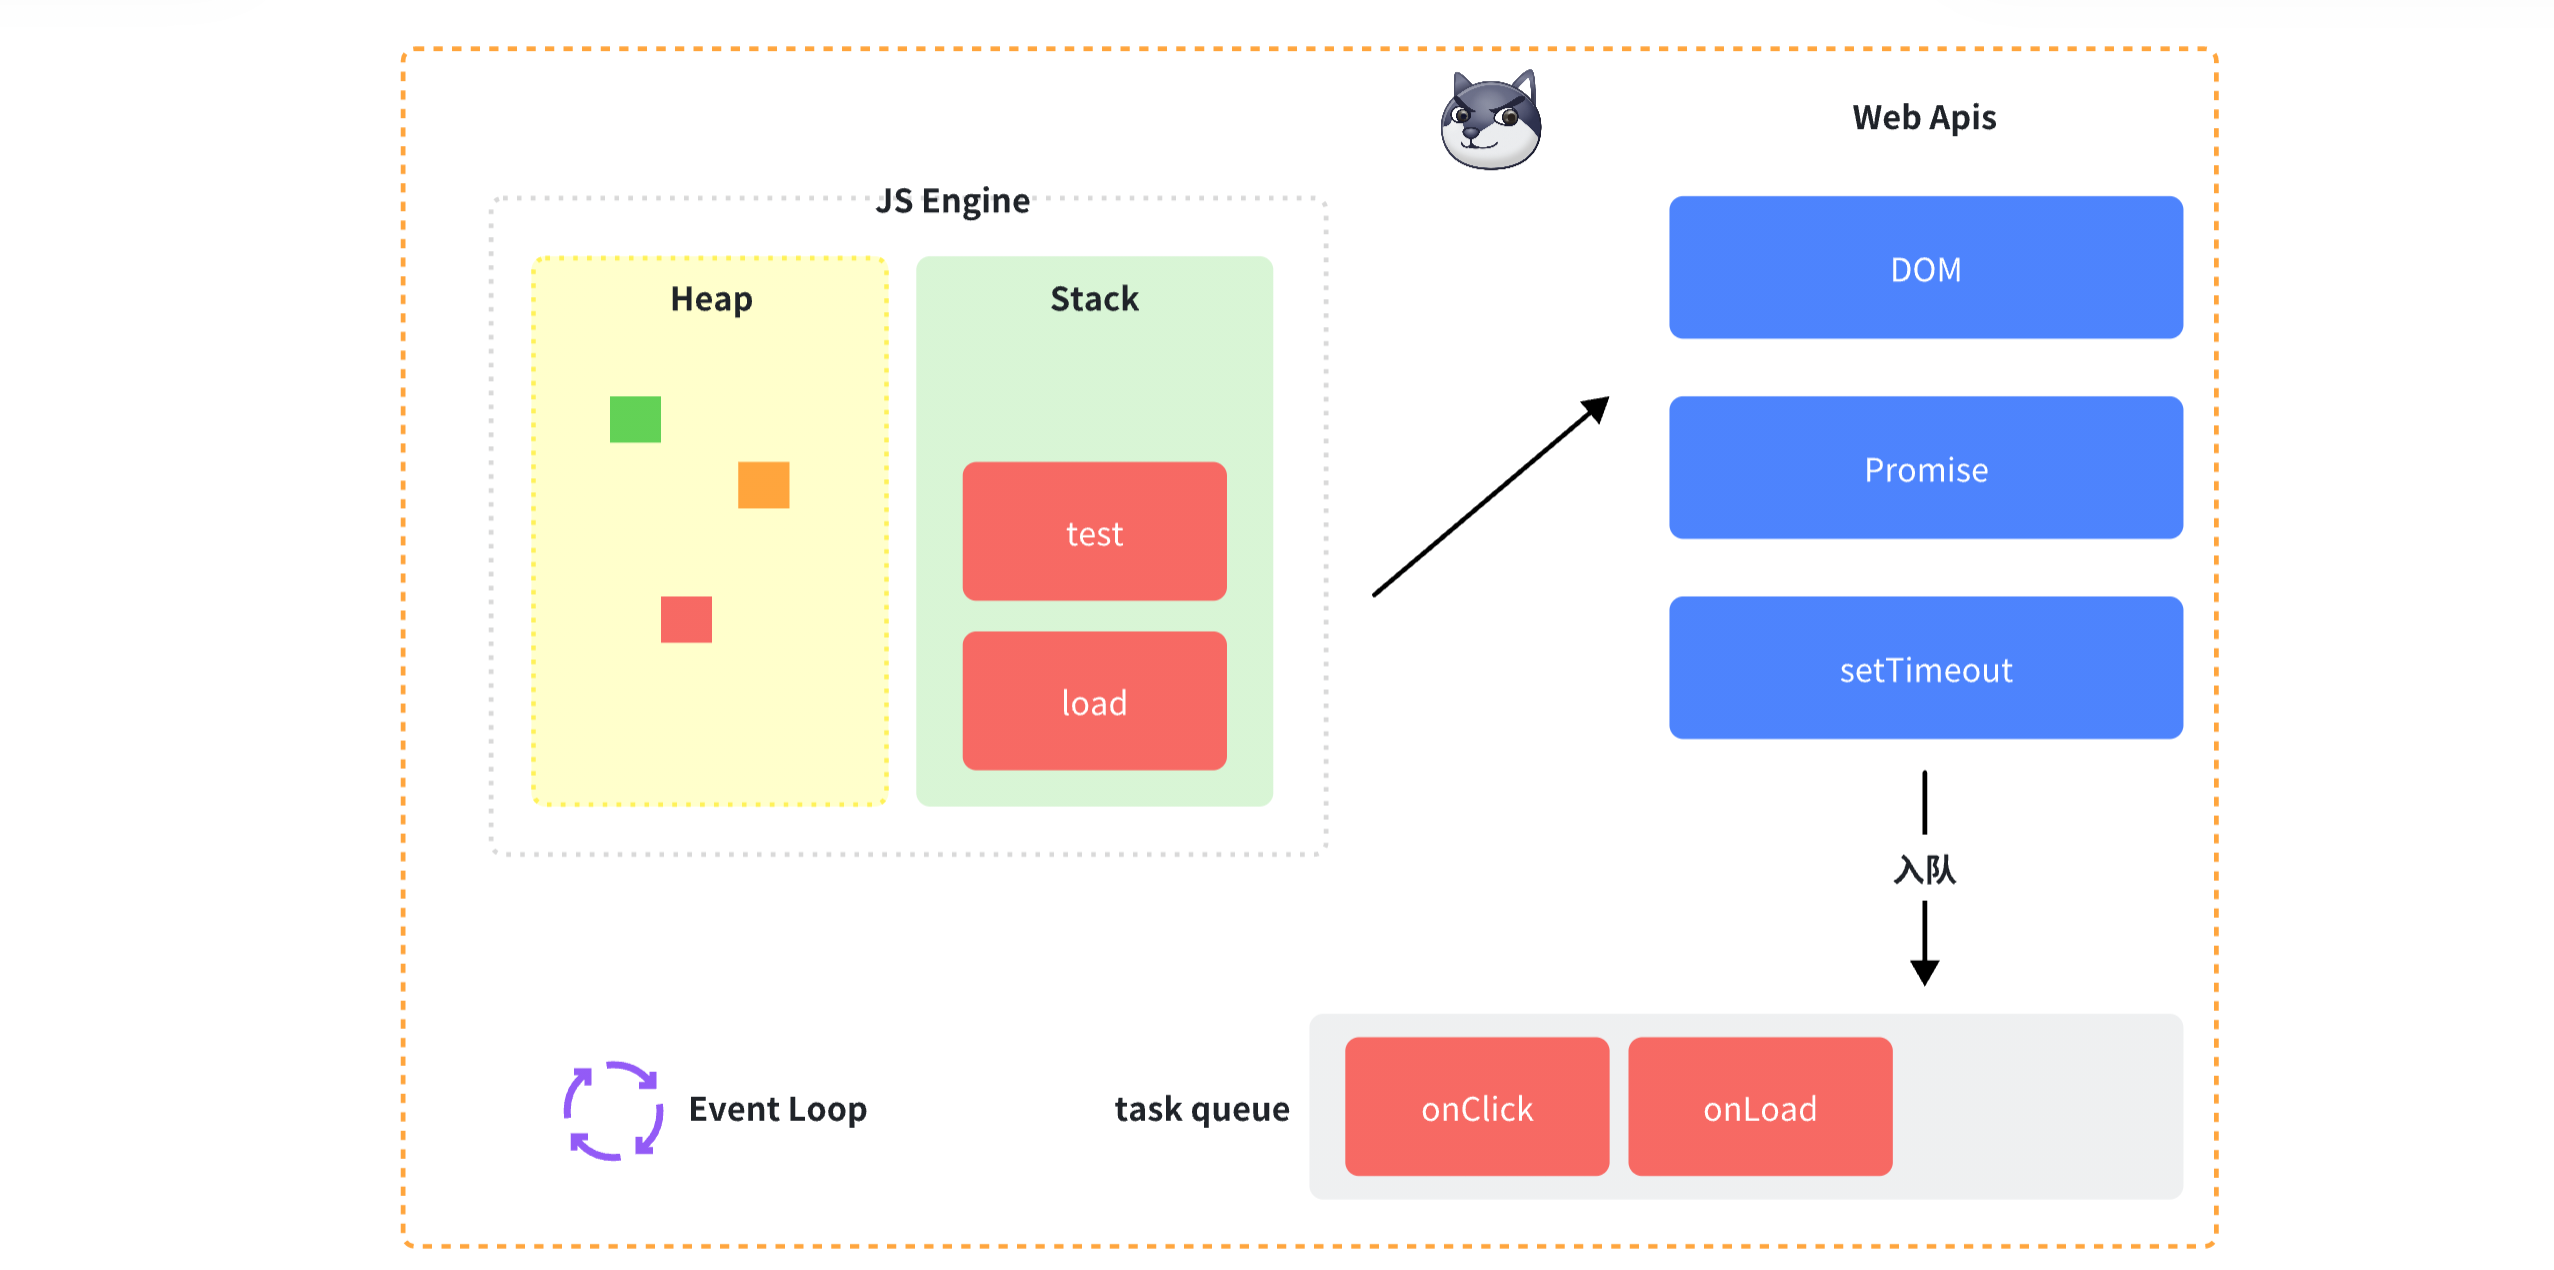 Web Apis
JS Engine
Heap
Stack
DOM
Promise
test
setTimeout
load
入队
Event Loop
task queue
onClick
onLoad